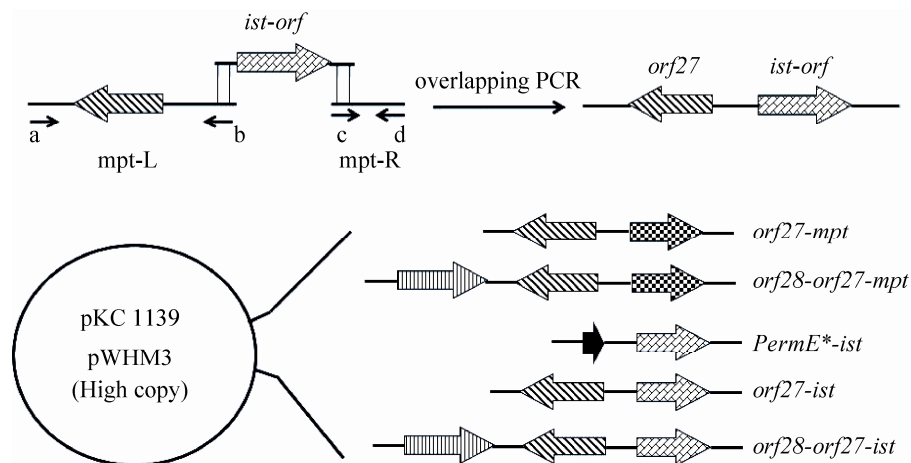 ist-orf
overlapping PCR
orf27 ist-orf
a b c d
mpt-L mpt-R
pKC 1139
pWHM3
(High copy)
orf27-mpt
orf28-orf27-mpt
PermE*-ist
orf27-ist
orf28-orf27-ist